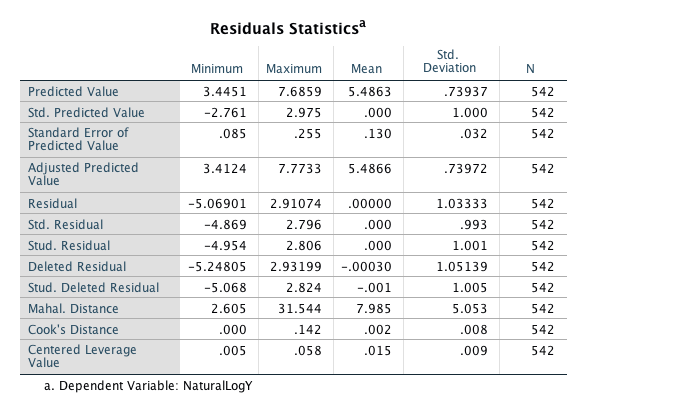 Residuals Statisticsa
Minimum Maximum Mean Std. Deviation N
Predicted Value 3.4451 7.6859 5.4863 .73937 542
Std. Predicted Value −2.761 2.975 .000 1.000 542
Standard Error of Predicted Value .085 .255 .130 .032 542
Adjusted Predicted Value 3.4124 7.7733 5.4866 .73972 542
Residual −5.06901 2.91074 .00000 1.03333 542
Std. Residual −4.869 2.796 .000 .993 542
Stud. Residual −4.954 2.806 .000 1.001 542
Deleted Residual −5.24805 2.93199 −.00030 1.05139 542
Stud. Deleted Residual −5.068 2.824 −.001 1.005 542
Mahal. Distance 2.605 31.544 7.985 5.053 542
Cook's Distance .000 .142 .002 .008 542
Centered Leverage Value .005 .058 .015 .009 542
a. Dependent Variable: NaturalLogY